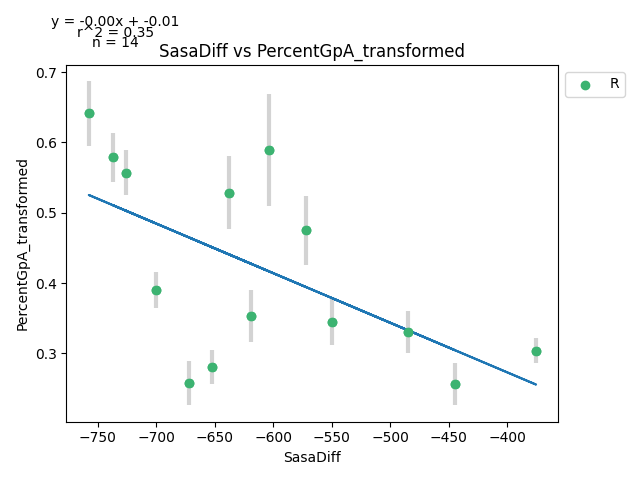 y = -0.00x + -0.01
r^2 = 0.35
n = 14
SasaDiff vs PercentGpA_transformed
R
PercentGpA_transformed
0.7
0.6
0.5
0.4
0.3
−750
−700
−650
−600
−550
−500
−450
−400
SasaDiff